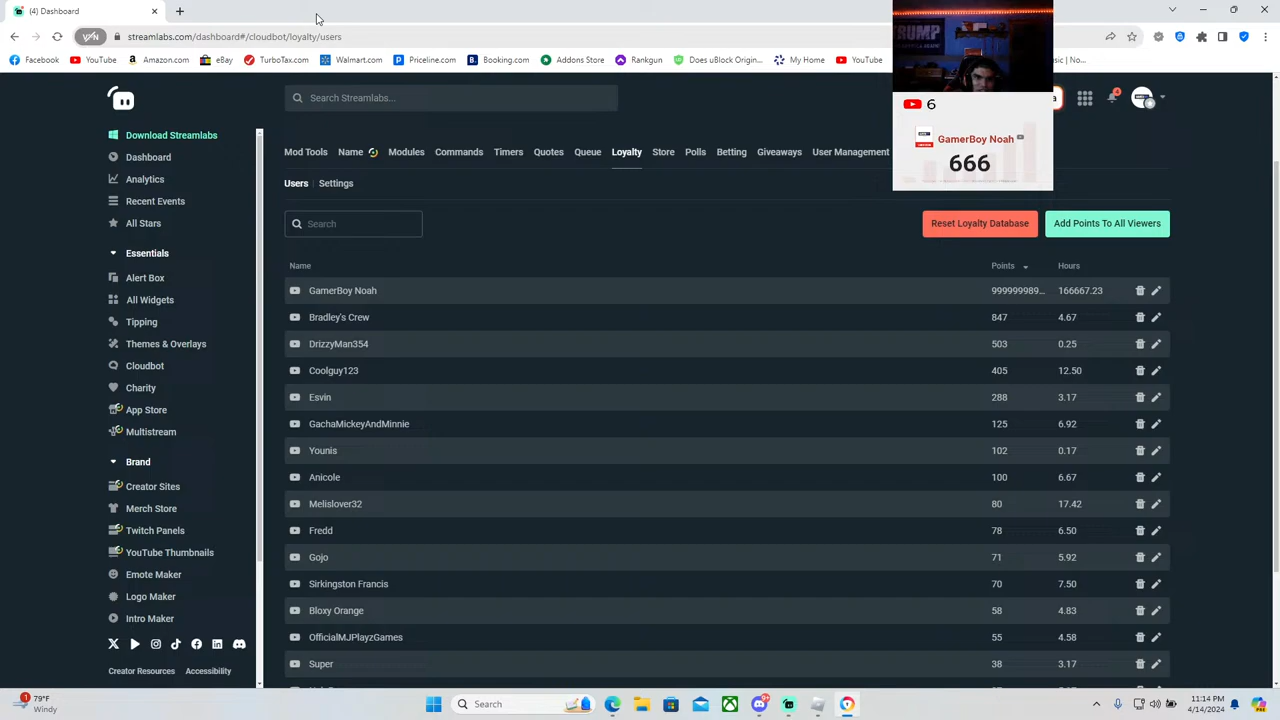 (4) Dashboard
VPN
streamlabs.com/dashboard#/cloudbot/loyalty/users
Facebook
YouTube
Amazon.com
eBay
TurboTax.com
Walmart.com
Priceline.com
Booking.com
Addons Store
Rankgun
Does uBlock Origin...
My Home
YouTube
TRUMP
6
GamerBoy Noah
666
Search Streamlabs...
Download Streamlabs
Dashboard
Analytics
Recent Events
All Stars
Essentials
Alert Box
All Widgets
Tipping
Themes & Overlays
Cloudbot
Charity
App Store
Multistream
Brand
Creator Sites
Merch Store
Twitch Panels
YouTube Thumbnails
Emote Maker
Logo Maker
Intro Maker
Creator Resources
Accessibility
Mod Tools
Name
Modules
Commands
Timers
Quotes
Queue
Loyalty
Store
Polls
Betting
Giveaways
User Management
Users
Settings
Search
Reset Loyalty Database
Add Points To All Viewers
Name Points Hours
GamerBoy Noah 999999989... 166667.23
Bradley's Crew 847 4.67
DrizzyMan354 503 0.25
Coolguy123 405 12.50
Esvin 288 3.17
GachaMickeyAndMinnie 125 6.92
Younis 102 0.17
Anicole 100 6.67
Melislover32 80 17.42
Fredd 78 6.50
Gojo 71 5.92
Sirkingston Francis 70 7.50
Bloxy Orange 58 4.83
OfficialMJPlayzGames 55 4.58
Super 38 3.17
1
79°F
Windy
Search
11:14 PM
4/14/2024